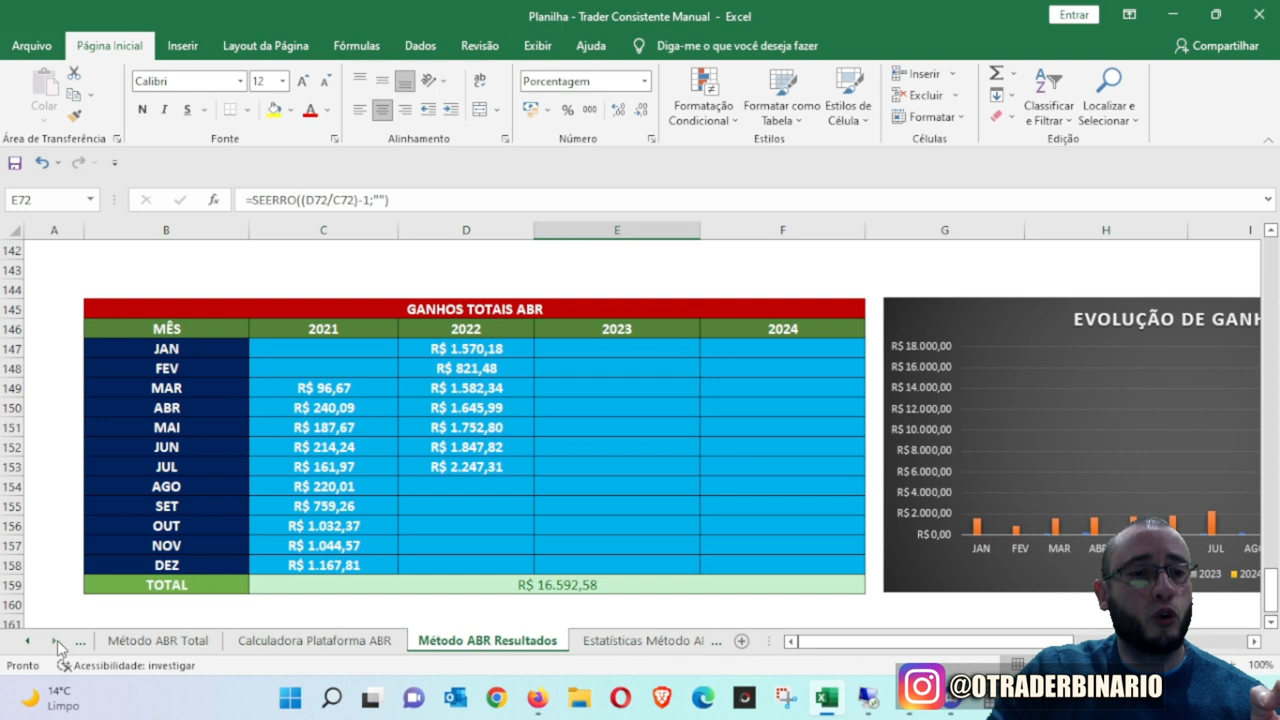 Planilha - Trader Consistente Manual - Excel
Entrar
Arquivo Página Inicial Inserir Layout da Página Fórmulas Dados Revisão Exibir Ajuda Diga-me o que você deseja fazer Compartilhar
Colar
Calibri 12
N I S
Porcentagem
% 000
Formatação Condicional
Formatar como Tabela
Estilos de Célula
Inserir
Excluir
Formatar
Classificar e Filtrar
Localizar e Selecionar
Área de Transferência Fonte Alinhamento Número Estilos Células Edição
E72 fx =SEERRO((D72/C72)-1;"")
A B C D E F G H I
142
143
144
145 GANHOS TOTAIS ABR
146 MÊS 2021 2022 2023 2024
147 JAN R$ 1.570,18
148 FEV R$ 821,48
149 MAR R$ 96,67 R$ 1.582,34
150 ABR R$ 240,09 R$ 1.645,99
151 MAI R$ 187,67 R$ 1.752,80
152 JUN R$ 214,24 R$ 1.847,82
153 JUL R$ 161,97 R$ 2.247,31
154 AGO R$ 220,01
155 SET R$ 759,26
156 OUT R$ 1.032,37
157 NOV R$ 1.044,57
158 DEZ R$ 1.167,81
159 TOTAL R$ 16.592,58
160
161
EVOLUÇÃO DE GANH
R$ 18.000,00
R$ 16.000,00
R$ 14.000,00
R$ 12.000,00
R$ 10.000,00
R$ 8.000,00
R$ 6.000,00
R$ 4.000,00
R$ 2.000,00
R$ 0,00
JAN FEV MAR ABR JUL AGO
2023 2024
... Método ABR Total Calculadora Plataforma ABR Método ABR Resultados Estatísticas Método AI ...
Pronto Acessibilidade: investigar 100%
14°C
Limpo
@OTRADERBINARIO